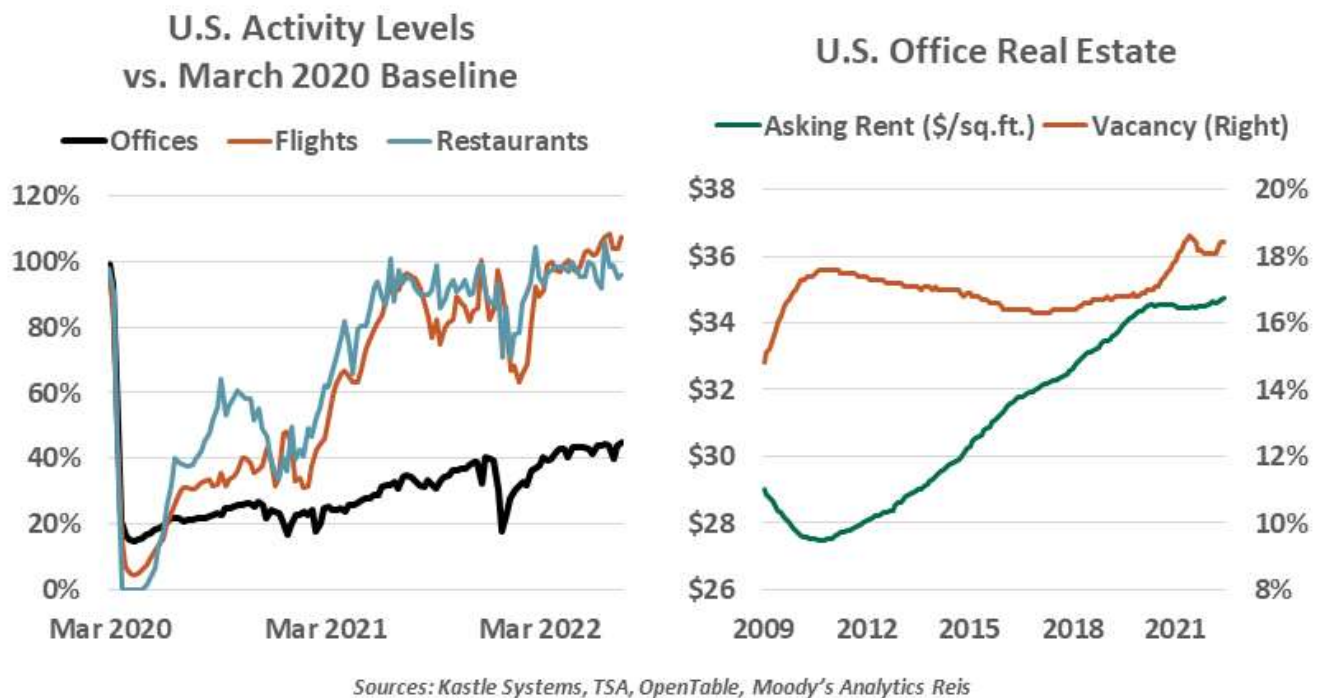 U.S. Activity Levels
vs. March 2020 Baseline
Offices Flights Restaurants
120%
100%
80%
60%
40%
20%
0%
Mar 2020 Mar 2021 Mar 2022
U.S. Office Real Estate
Asking Rent ($/sq.ft.) Vacancy (Right)
$38 20%
$36 18%
$34 16%
$32 14%
$30 12%
$28 10%
$26 8%
2009 2012 2015 2018 2021
Sources: Kastle Systems, TSA, OpenTable, Moody's Analytics Reis